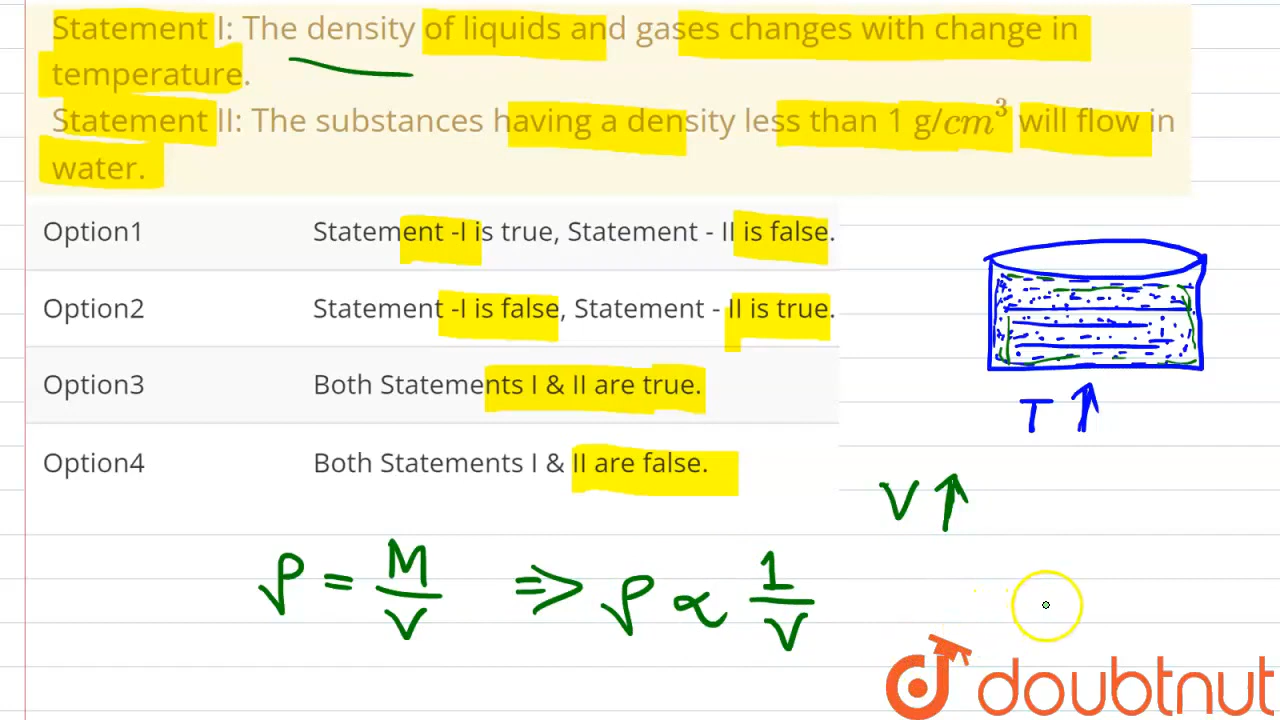 Statement I: The density of liquids and gases changes with change in
temperature.
Statement II: The substances having a density less than 1 g/cm³ will flow in
water.
Option1 Statement -I is true, Statement - II is false.
Option2 Statement -I is false, Statement - II is true.
Option3 Both Statements I & II are true.
Option4 Both Statements I & II are false.
T ↑
V ↑
ρ = M/V ⇒ ρ ∝ 1/V
doubtnut